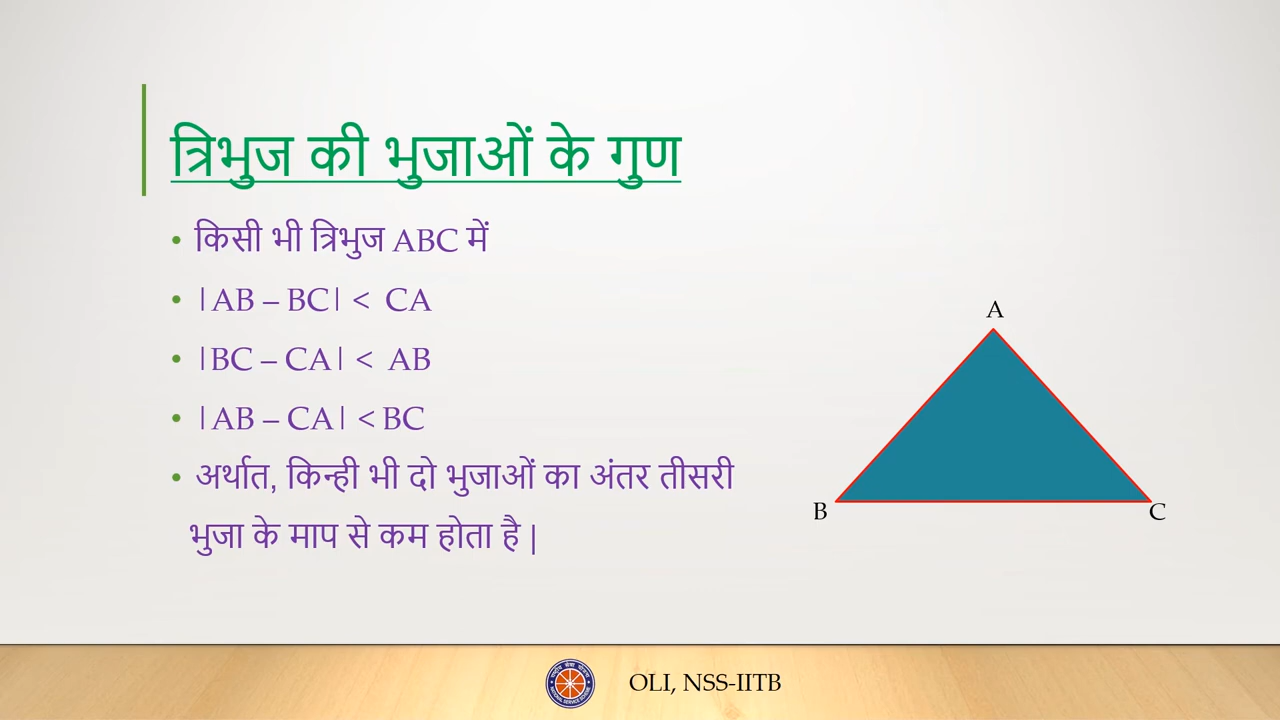 त्रिभुज की भुजाओं के गुण
• किसी भी त्रिभुज ABC में
• |AB – BC| < CA
• |BC – CA| < AB
• |AB – CA| < BC
• अर्थात, किन्ही भी दो भुजाओं का अंतर तीसरी
भुजा के माप से कम होता है |
A
B
C
OLI, NSS-IITB